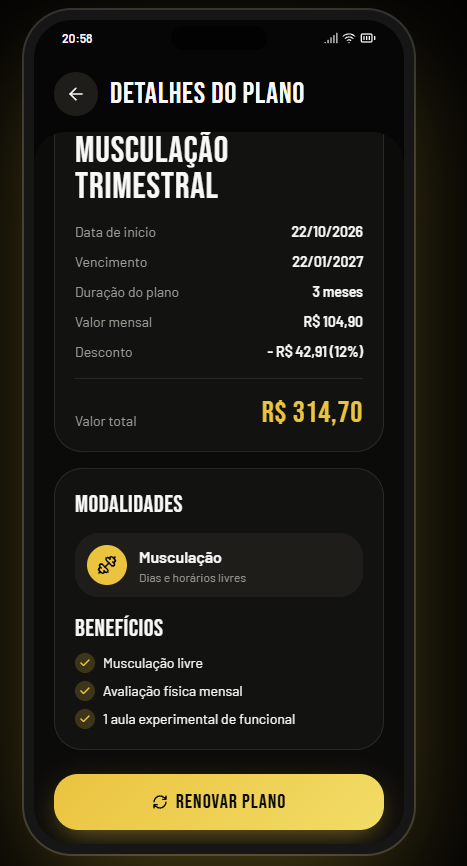 20:58
DETALHES DO PLANO
MUSCULAÇÃO
TRIMESTRAL
Data de início 22/10/2026
Vencimento 22/01/2027
Duração do plano 3 meses
Valor mensal R$ 104,90
Desconto - R$ 42,91 (12%)
Valor total R$ 314,70
MODALIDADES
Musculação
Dias e horários livres
BENEFÍCIOS
Musculação livre
Avaliação física mensal
1 aula experimental de funcional
RENOVAR PLANO